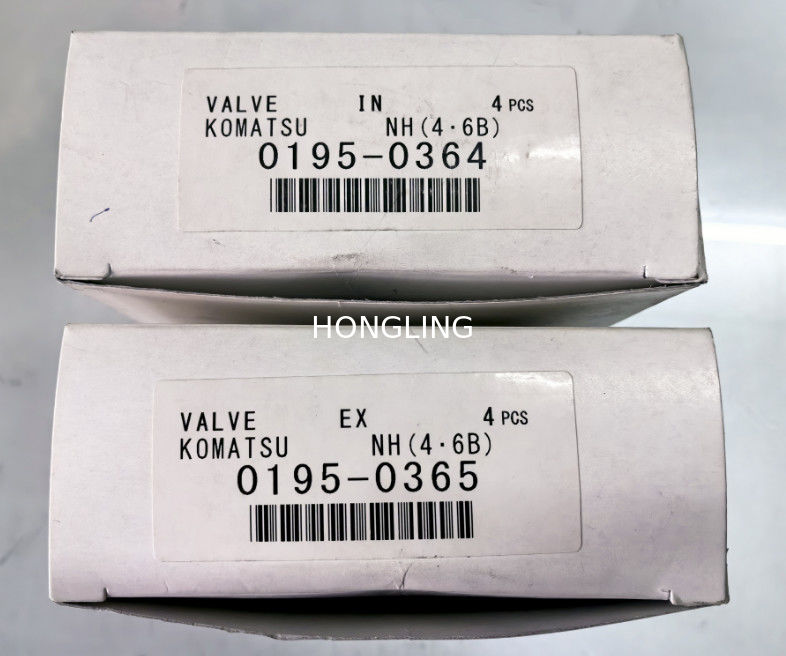 VALVE IN 4 PCS
KOMATSU NH(4・6B)
0195-0364
HONGLING
VALVE EX 4 PCS
KOMATSU NH(4・6B)
0195-0365